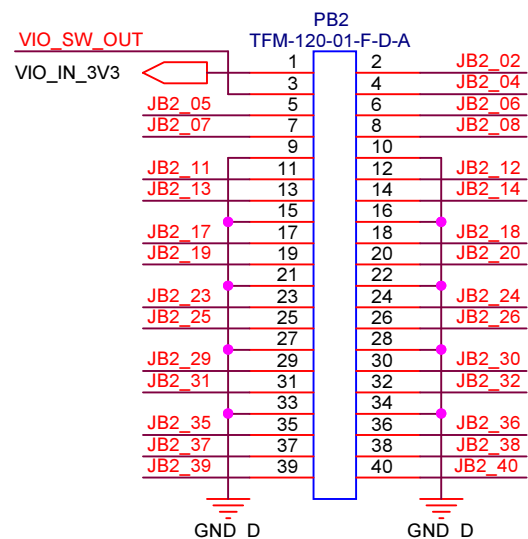 PB2
VIO_SW_OUT TFM-120-01-F-D-A
VIO_IN_3V3 1 2 JB2_02
3 4 JB2_04
JB2_05 5 6 JB2_06
JB2_07 7 8 JB2_08
9 10
JB2_11 11 12 JB2_12
JB2_13 13 14 JB2_14
15 16
JB2_17 17 18 JB2_18
JB2_19 19 20 JB2_20
21 22
JB2_23 23 24 JB2_24
JB2_25 25 26 JB2_26
27 28
JB2_29 29 30 JB2_30
JB2_31 31 32 JB2_32
33 34
JB2_35 35 36 JB2_36
JB2_37 37 38 JB2_38
JB2_39 39 40 JB2_40
GND_D GND_D